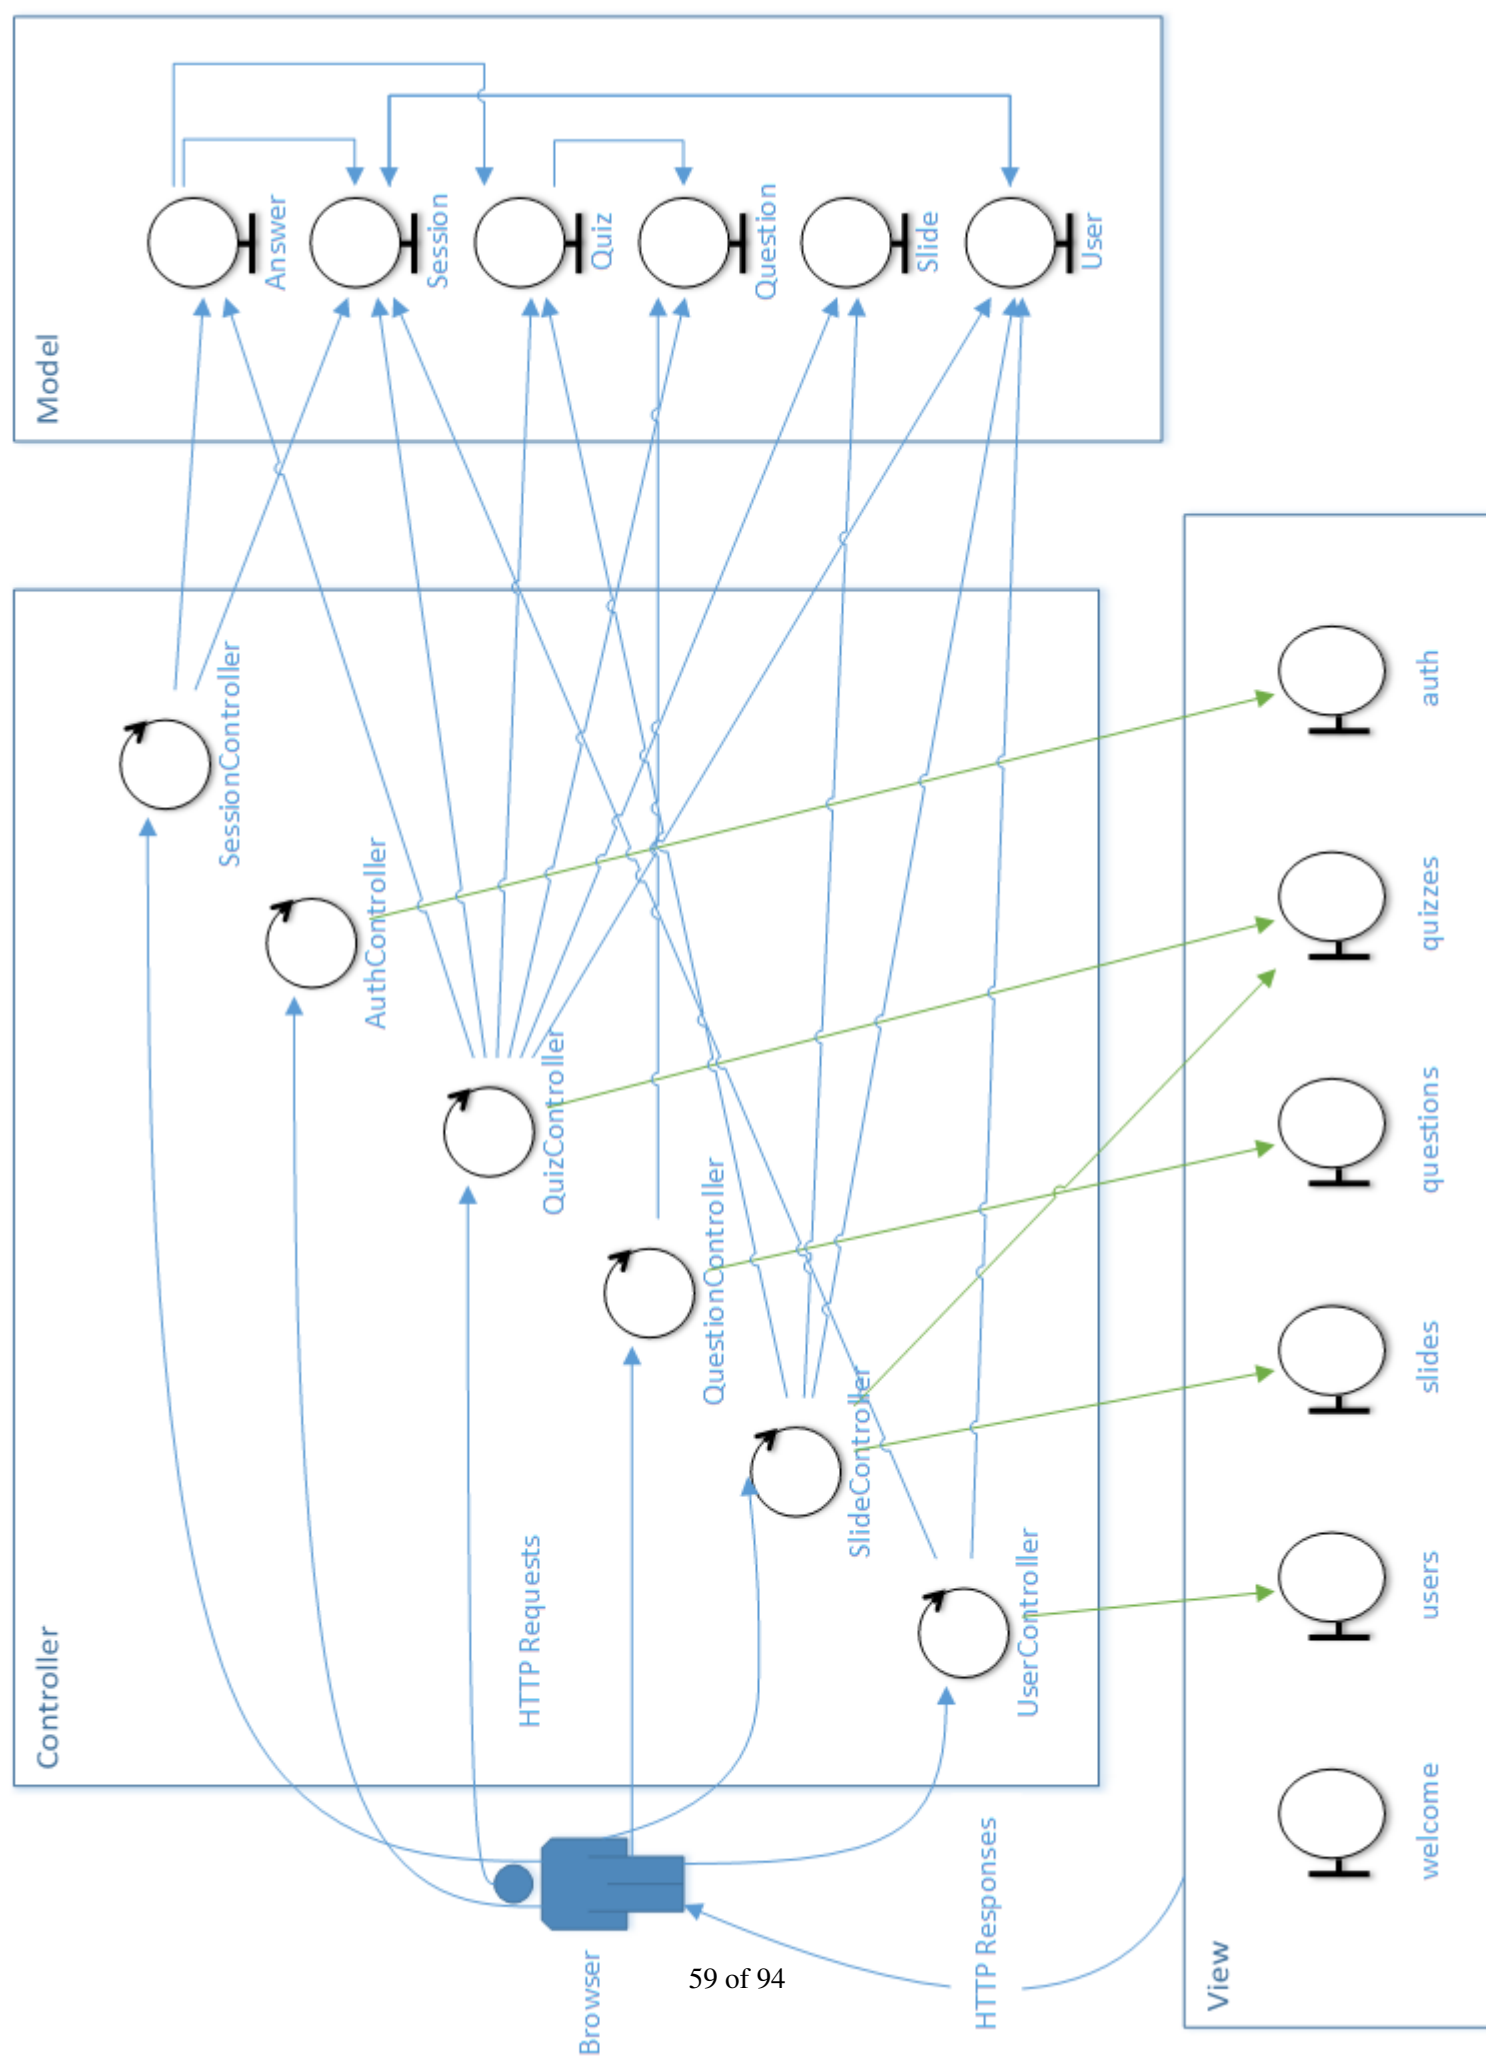 Model
Answer
Session
Quiz
Question
Slide
User
Controller
SessionController
AuthController
QuizController
QuestionController
SlideController
UserController
HTTP Requests
Browser
HTTP Responses
View
welcome
users
slides
questions
quizzes
auth
59 of 94